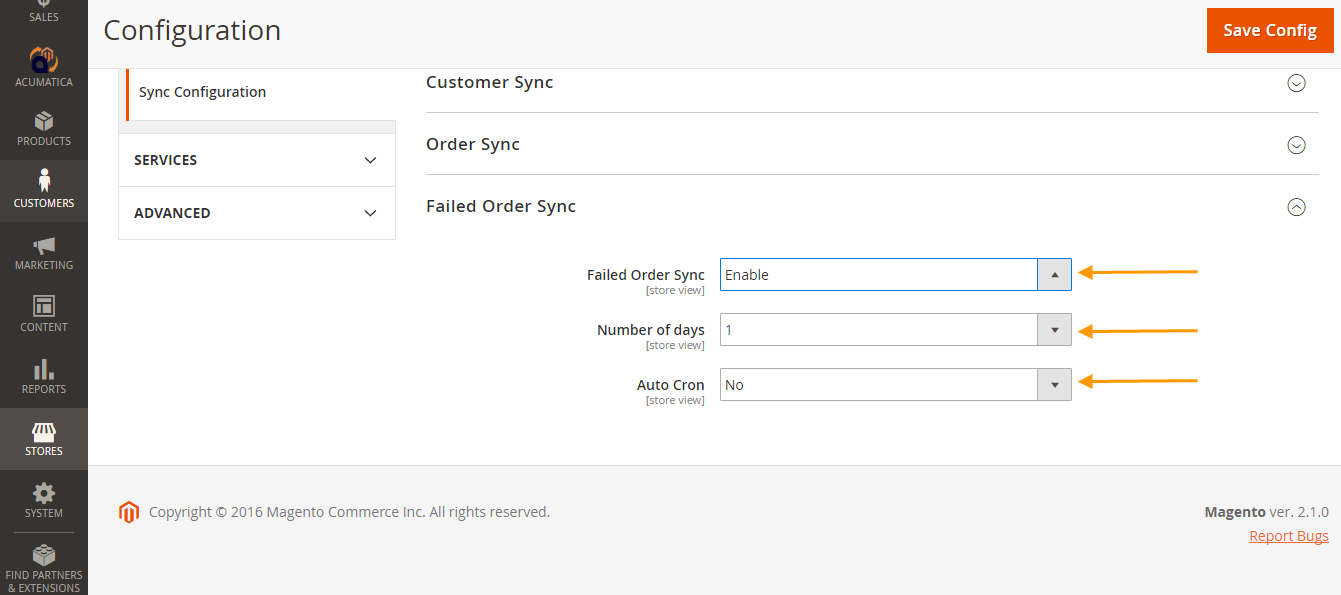 SALES
ACUMATICA
PRODUCTS
CUSTOMERS
MARKETING
CONTENT
REPORTS
STORES
SYSTEM
FIND PARTNERS
& EXTENSIONS
Configuration
Save Config
Sync Configuration
SERVICES
ADVANCED
Customer Sync
Order Sync
Failed Order Sync
Failed Order Sync Enable
[store view]
Number of days 1
[store view]
Auto Cron No
[store view]
Copyright © 2016 Magento Commerce Inc. All rights reserved.
Magento ver. 2.1.0
Report Bugs